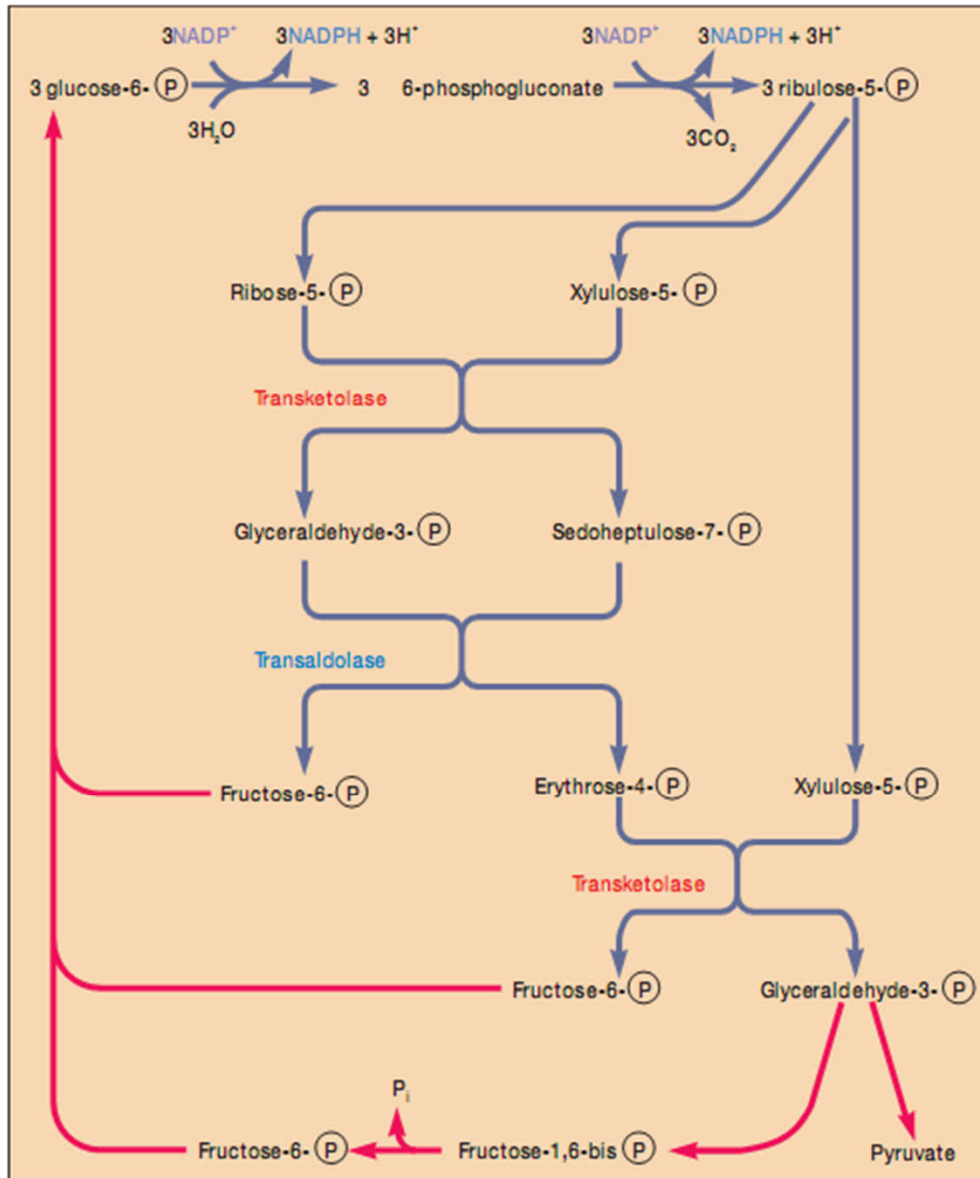 3NADP⁺ 3NADPH + 3H⁺ 3NADP⁺ 3NADPH + 3H⁺
3 glucose-6- P 3 6-phosphogluconate 3 ribulose-5- P
3H₂O 3CO₂
Ribose-5- P Xylulose-5- P
Transketolase
Glyceraldehyde-3- P Sedoheptulose-7- P
Transaldolase
Fructose-6- P Erythrose-4- P Xylulose-5- P
Transketolase
Fructose-6- P Glyceraldehyde-3- P
Pᵢ
Fructose-6- P Fructose-1,6-bis P Pyruvate